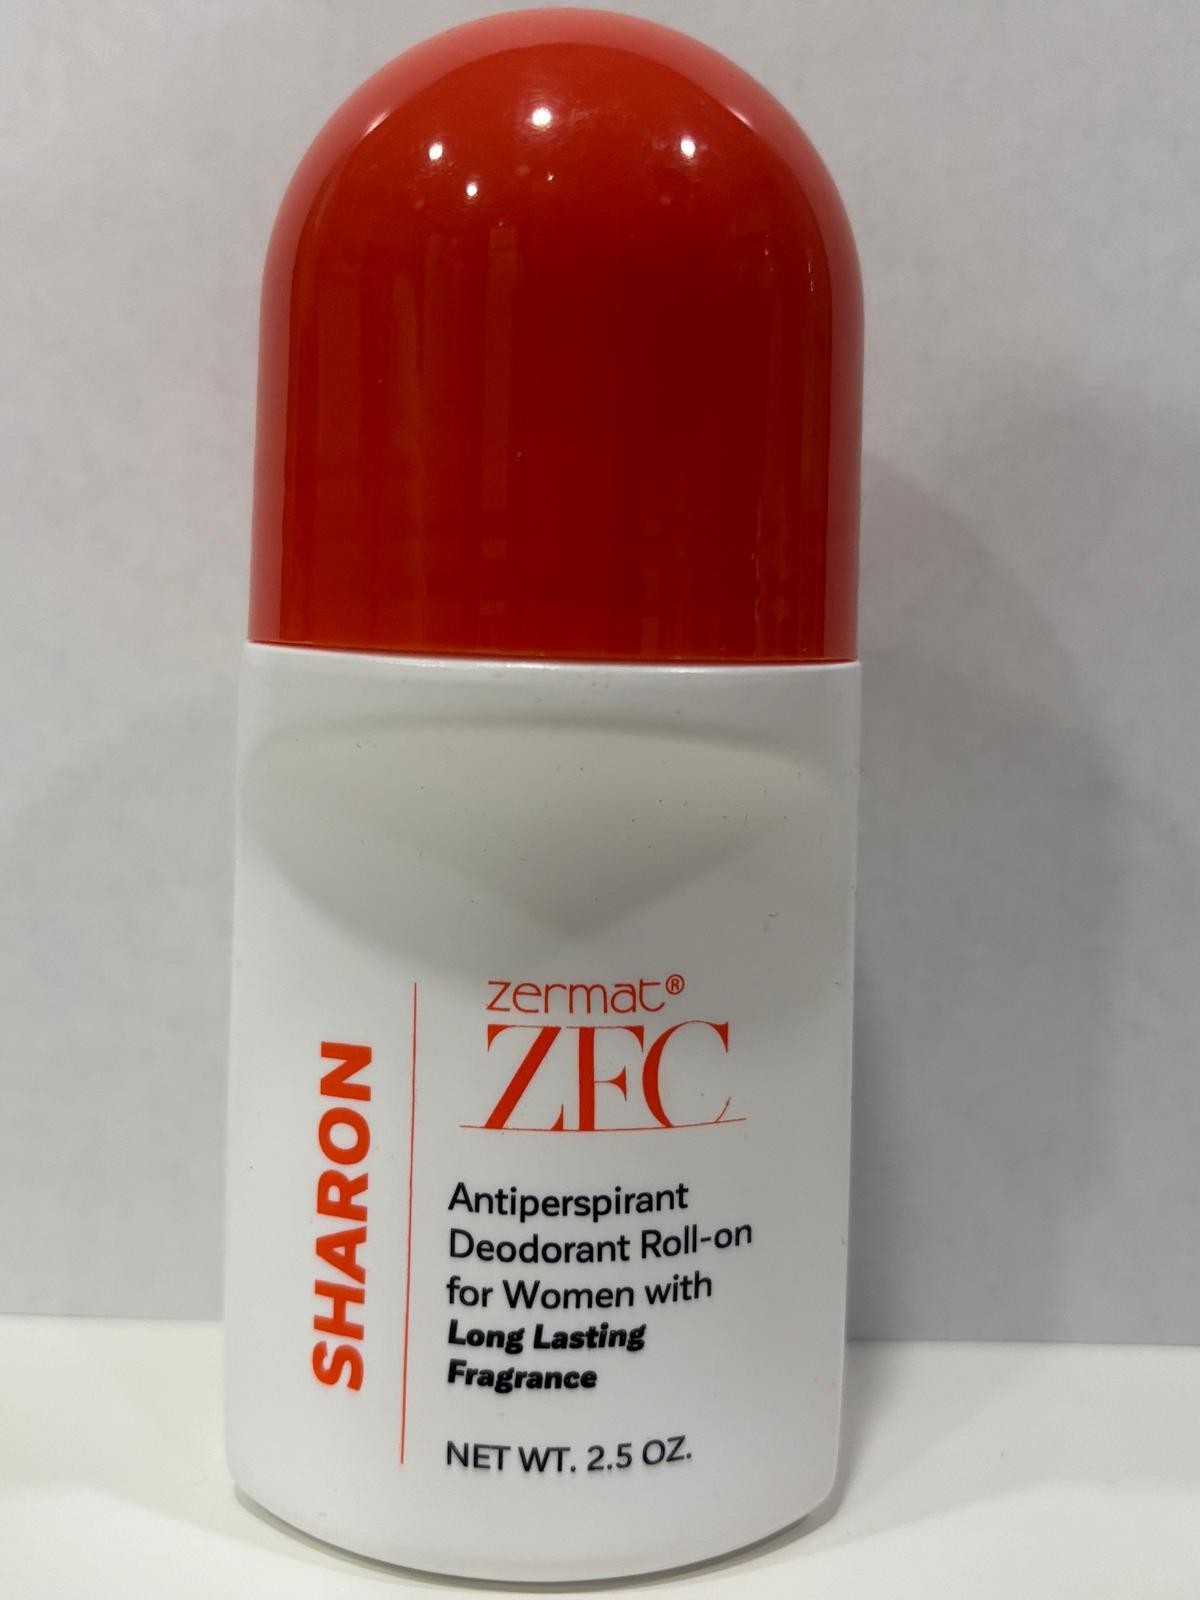 SHARON
zermat®
ZFC
Antiperspirant
Deodorant Roll-on
for Women with
Long Lasting
Fragrance
NET WT. 2.5 OZ.